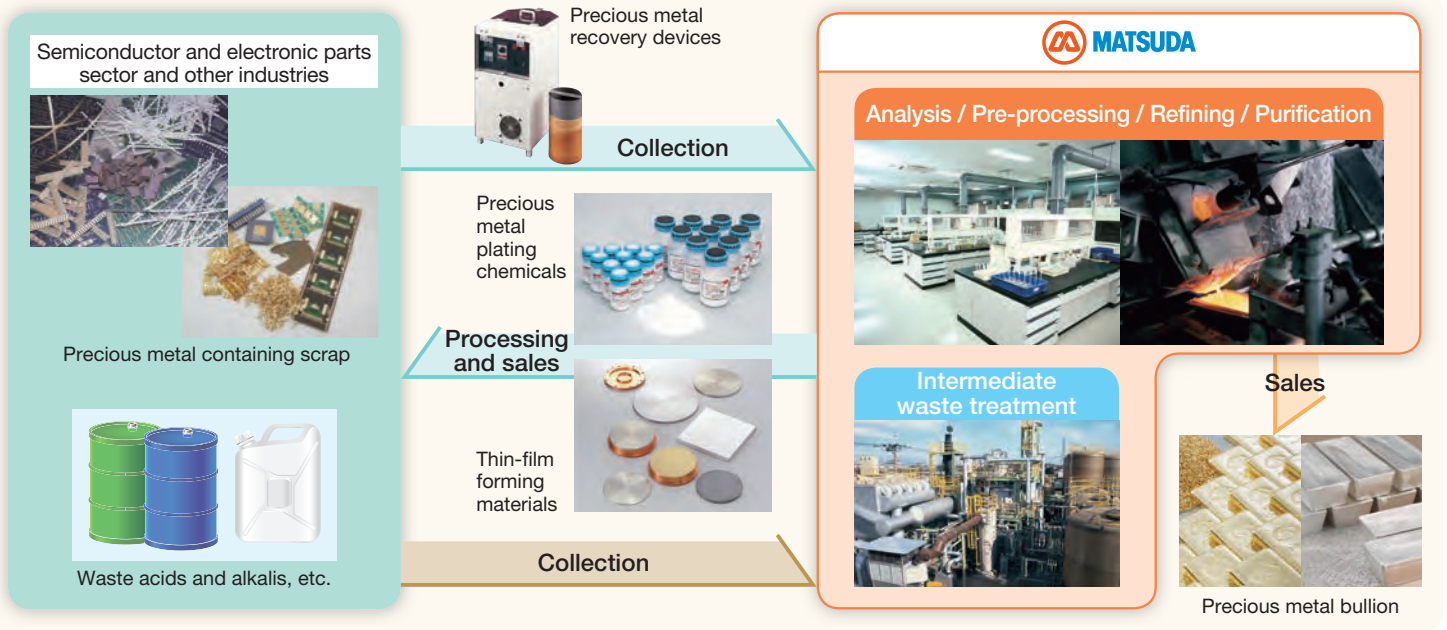 Semiconductor and electronic parts
sector and other industries
Precious metal containing scrap
Waste acids and alkalis, etc.
Precious metal
recovery devices
Collection
Precious
metal
plating
chemicals
Processing
and sales
Thin-film
forming
materials
Collection
MATSUDA
Analysis / Pre-processing / Refining / Purification
Intermediate
waste treatment
Sales
Precious metal bullion